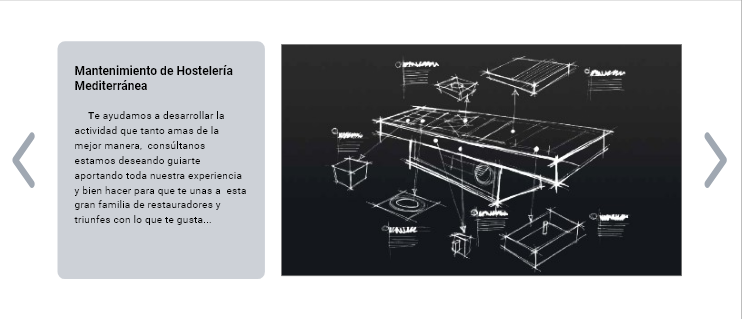 Mantenimiento de Hostelería
Mediterránea
Te ayudamos a desarrollar la
actividad que tanto amas de la
mejor manera, consúltanos
estamos deseando guiarte
aportando toda nuestra experiencia
y bien hacer para que te unas a esta
gran familia de restauradores y
triunfes con lo que te gusta...